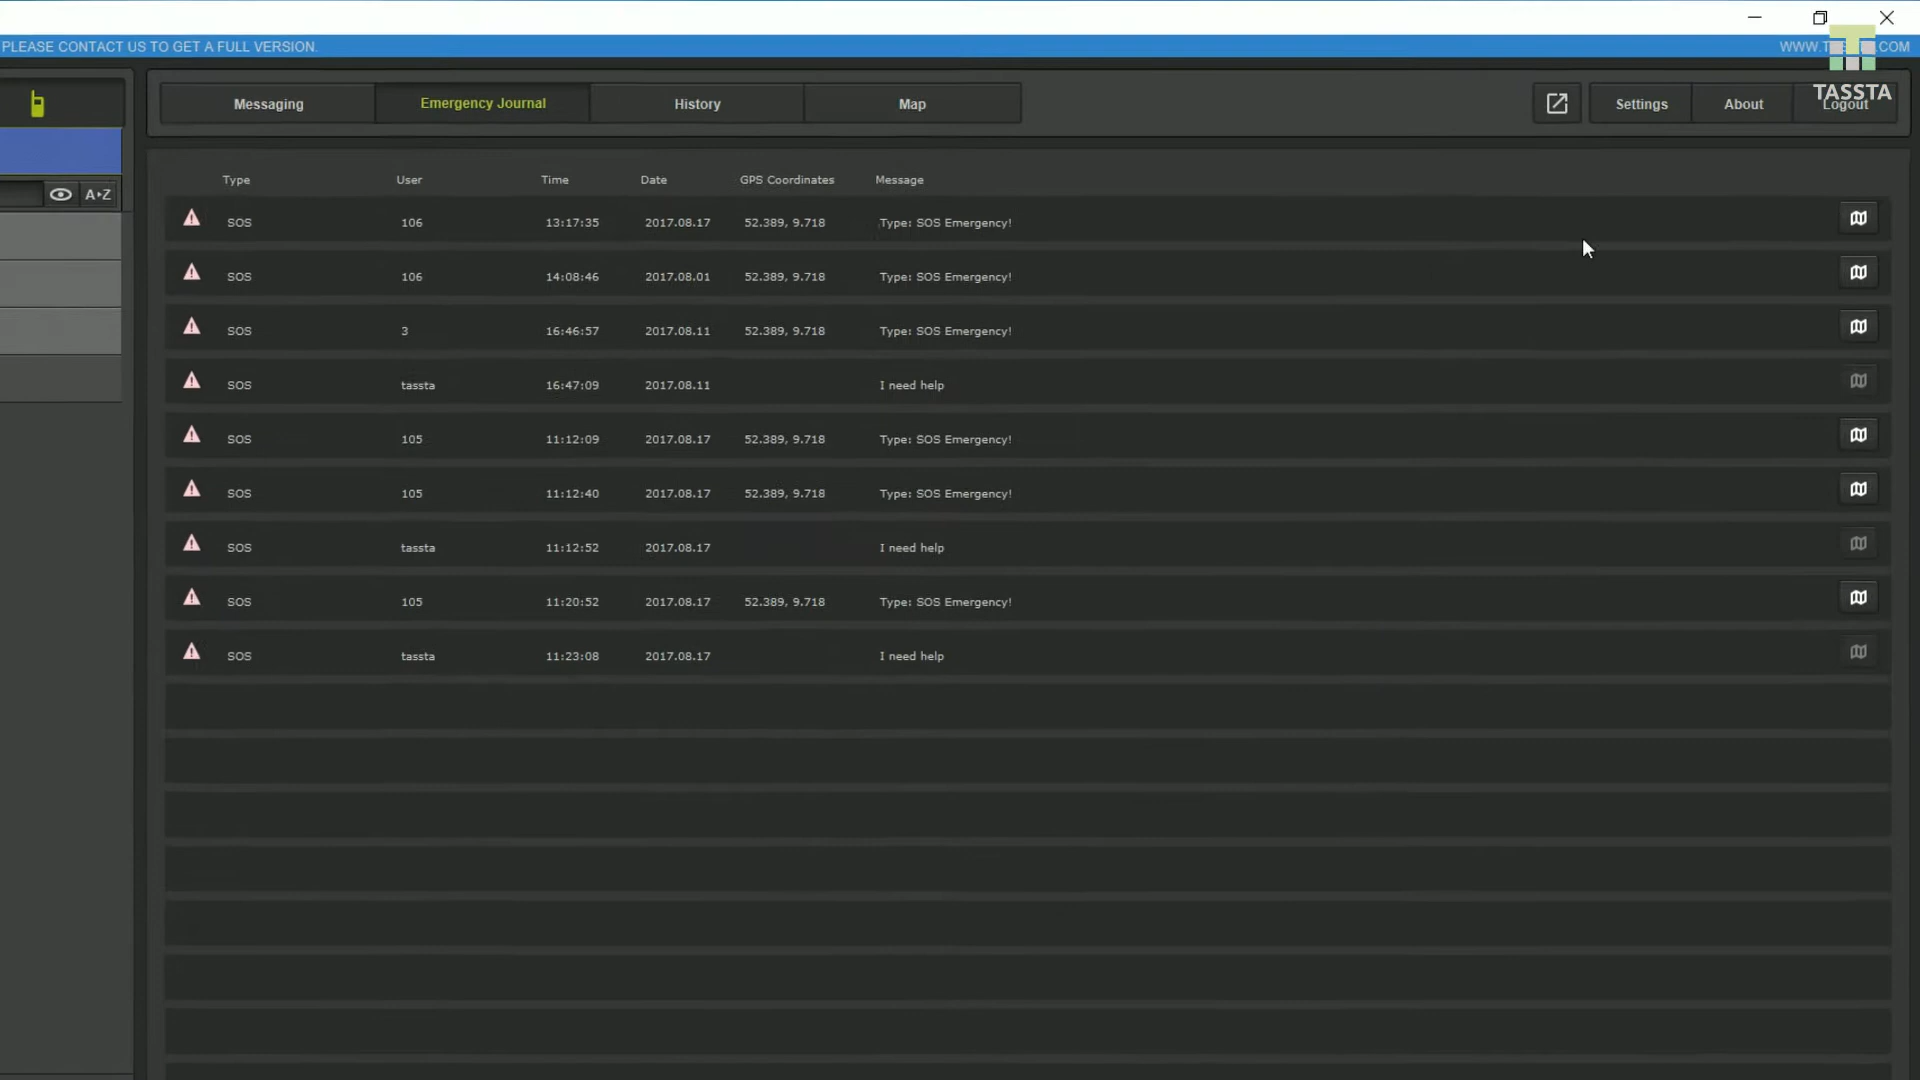 PLEASE CONTACT US TO GET A FULL VERSION.
Messaging Emergency Journal History Map Settings About Logout
TASSTA
A-Z
Type User Time Date GPS Coordinates Message
SOS 106 13:17:35 2017.08.17 52.389, 9.718 Type: SOS Emergency!
SOS 106 14:08:46 2017.08.01 52.389, 9.718 Type: SOS Emergency!
SOS 3 16:46:57 2017.08.11 52.389, 9.718 Type: SOS Emergency!
SOS tassta 16:47:09 2017.08.11 I need help
SOS 105 11:12:09 2017.08.17 52.389, 9.718 Type: SOS Emergency!
SOS 105 11:12:40 2017.08.17 52.389, 9.718 Type: SOS Emergency!
SOS tassta 11:12:52 2017.08.17 I need help
SOS 105 11:20:52 2017.08.17 52.389, 9.718 Type: SOS Emergency!
SOS tassta 11:23:08 2017.08.17 I need help